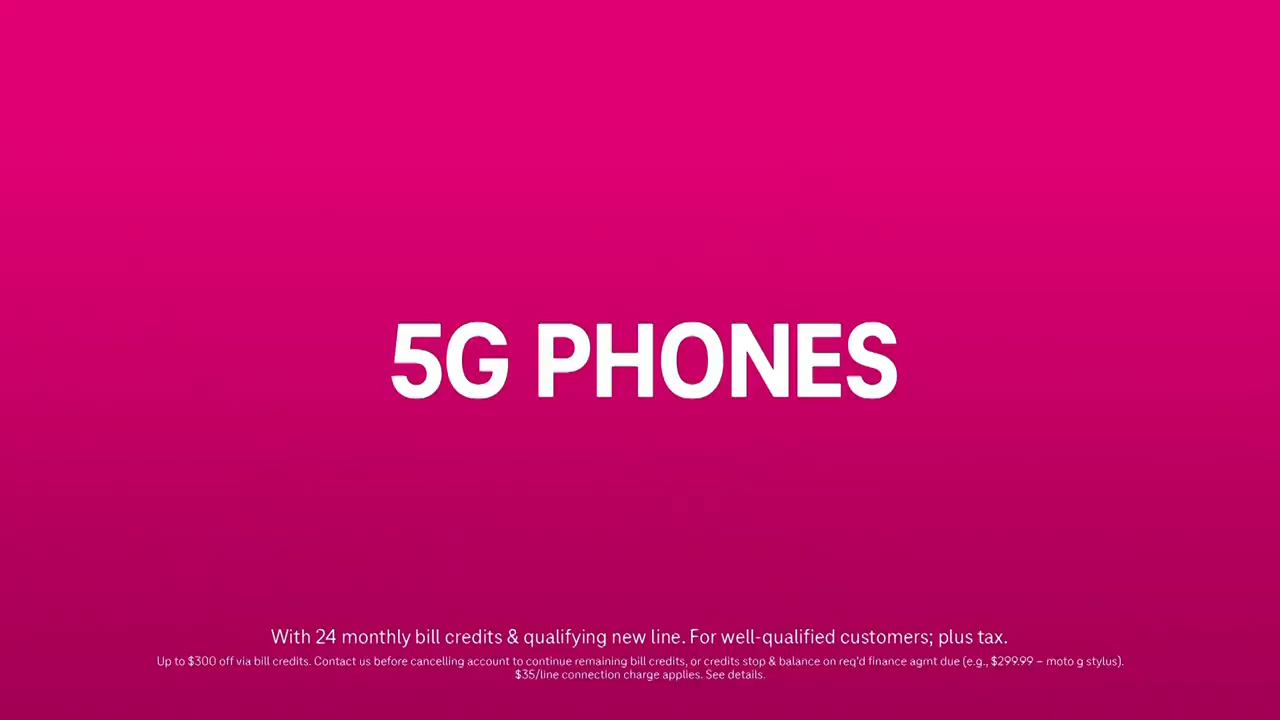 5G PHONES
With 24 monthly bill credits & qualifying new line. For well-qualified customers; plus tax.
Up to $300 off via bill credits. Contact us before cancelling account to continue remaining bill credits, or credits stop & balance on req'd finance agmt due (e.g., $299.99 – moto g stylus).
$35/line connection charge applies. See details.